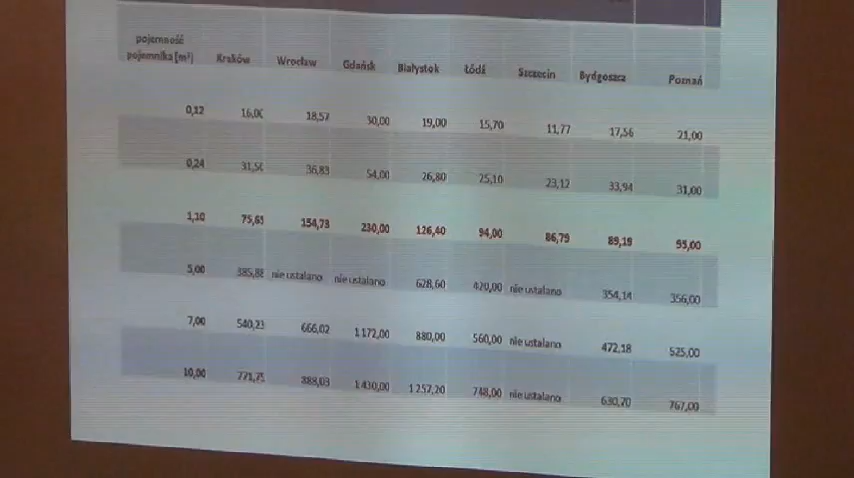 pojemność
pojemnika [m³] Kraków Wrocław Gdańsk Białystok Łódź Szczecin Bydgoszcz Poznań
0,12 16,00 18,57 30,00 19,00 15,70 11,77 17,56 21,00
0,24 31,50 36,83 54,00 26,80 25,10 23,12 33,94 31,00
1,10 75,65 154,73 230,00 126,40 94,00 86,79 89,19 55,00
5,00 385,88 nie ustalano nie ustalano 628,60 420,00 nie ustalano 354,14 356,00
7,00 540,23 666,02 1 172,00 880,00 560,00 nie ustalano 472,18 525,00
10,00 771,75 888,03 1 430,00 1 257,20 748,00 nie ustalano 630,70 767,00